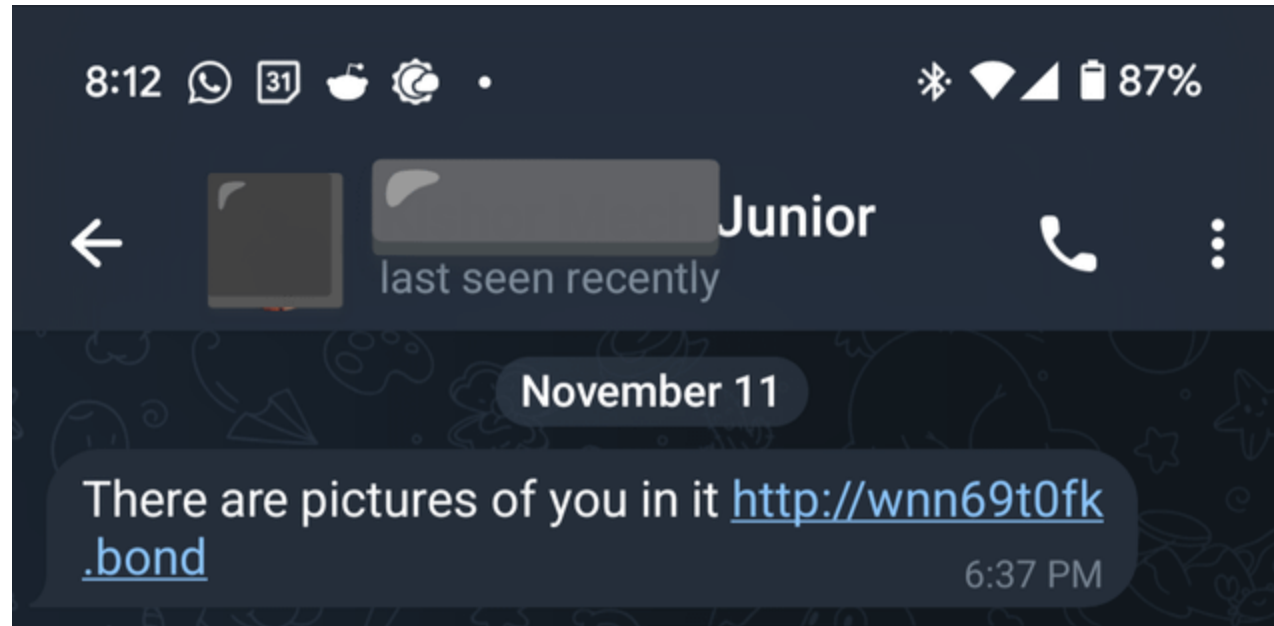 8:12 31 87%
Junior
last seen recently
November 11
There are pictures of you in it http://wnn69t0fk
.bond
6:37 PM